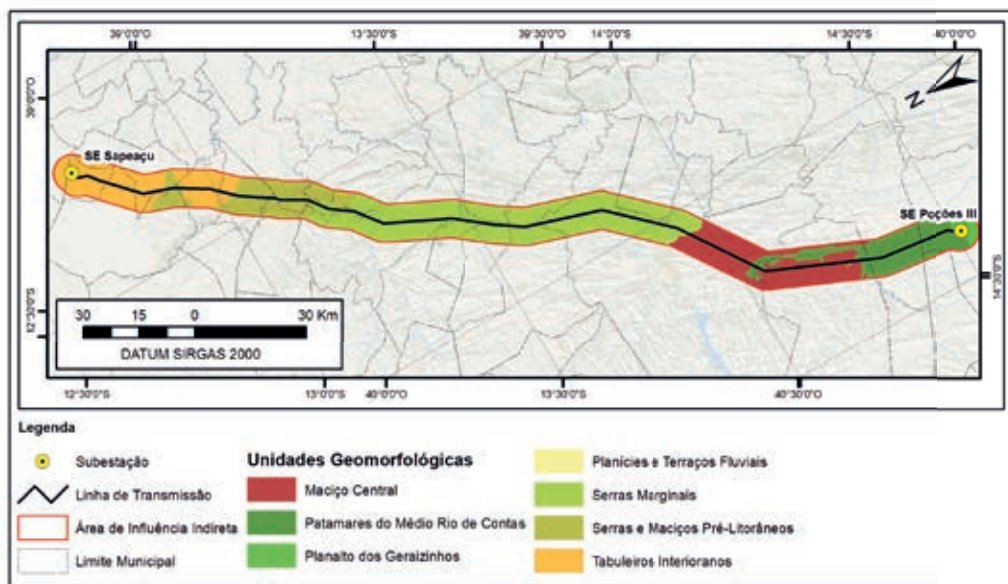 39°0'0"O
13°30'0"S
39°30'0"O
14°0'0"S
14°30'0"S
40°0'0"O
39°0'0"O
N
SE Sapeaçu
SE Poções III
14°30'0"S
12°30'0"S
30 15 0 30 Km
DATUM SIRGAS 2000
12°30'0"S
13°0'0"S
40°0'0"O
13°30'0"S
40°30'0"O
Legenda
Subestação
Linha de Transmissão
Área de Influência Indireta
Limite Municipal
Unidades Geomorfológicas
Maciço Central
Patamares do Médio Rio de Contas
Planalto dos Geraizinhos
Planícies e Terraços Fluviais
Serras Marginais
Serras e Maciços Pré-Litorâneos
Tabuleiros Interioranos